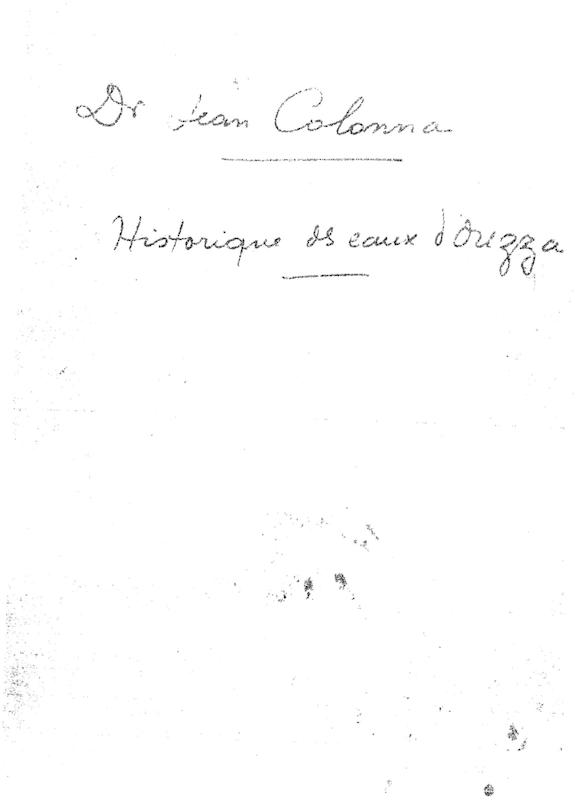 Dr Jean Colonna
Historique des eaux d'Orezza